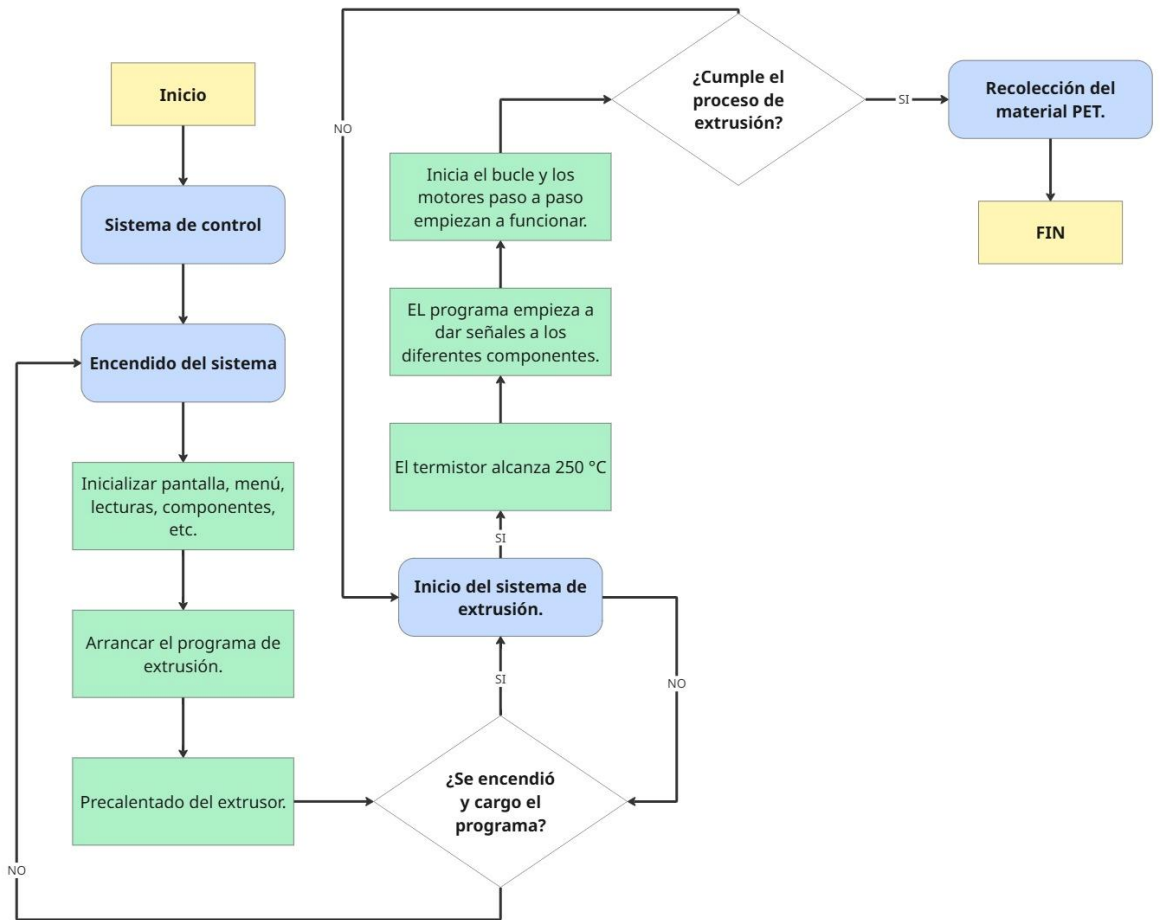 Inicio
Sistema de control
Encendido del sistema
Inicializar pantalla, menú,
lecturas, componentes,
etc.
Arrancar el programa de
extrusión.
Precalentado del extrusor.
¿Se encendió
y cargo el
programa?
NO
SI
Inicio del sistema de
extrusión.
NO
SI
El termistor alcanza 250 °C
EL programa empieza a
dar señales a los
diferentes componentes.
Inicia el bucle y los
motores paso a paso
empiezan a funcionar.
¿Cumple el
proceso de
extrusión?
NO
SI
Recolección del
material PET.
FIN